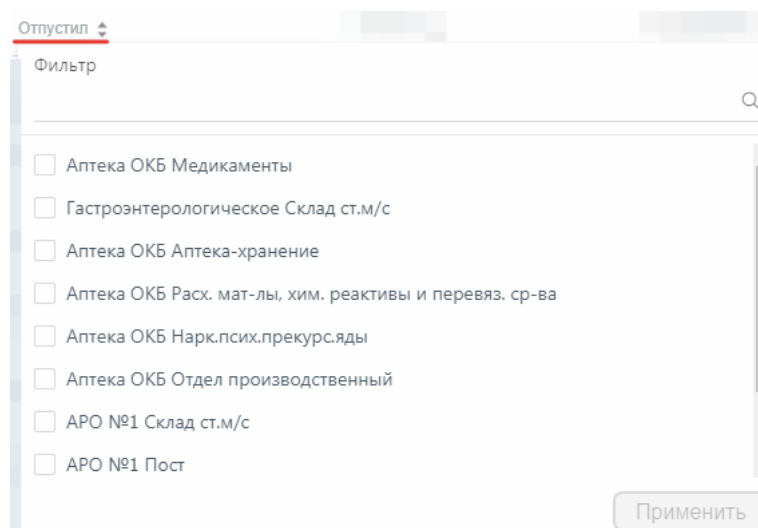 Отпустил
Фильтр
Аптека ОКБ Медикаменты
Гастроэнтерологическое Склад ст.м/с
Аптека ОКБ Аптека-хранение
Аптека ОКБ Расх. мат-лы, хим. реактивы и перевяз. ср-ва
Аптека ОКБ Нарк.псих.прекурс.яды
Аптека ОКБ Отдел производственный
АРО №1 Склад ст.м/с
АРО №1 Пост
Применить